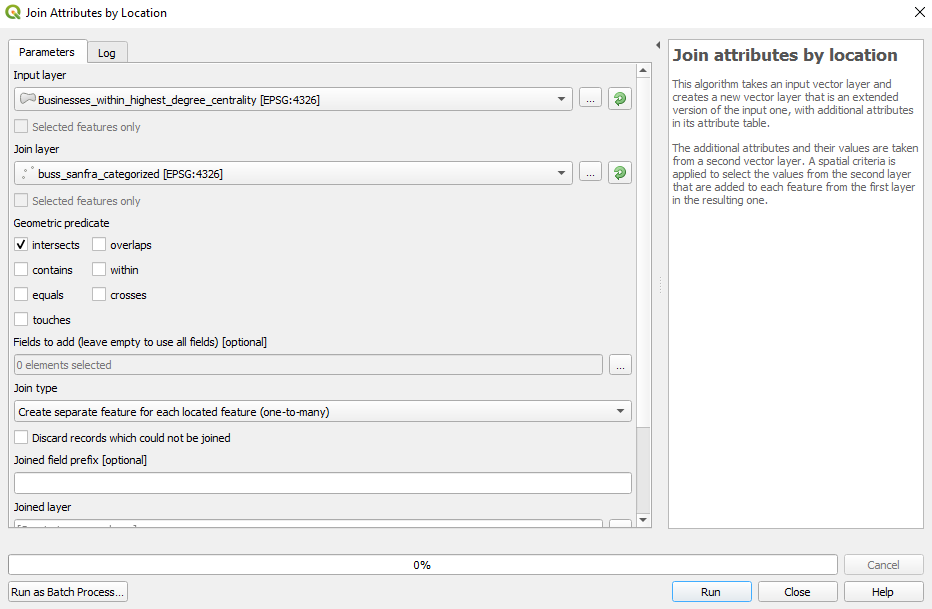 Join Attributes by Location
Parameters
Log
Input layer
Businesses_within_highest_degree_centrality [EPSG:4326]
...
Selected features only
Join layer
buss_sanfra_categorized [EPSG:4326]
...
Selected features only
Geometric predicate
intersects
overlaps
contains
within
equals
crosses
touches
Fields to add (leave empty to use all fields) [optional]
0 elements selected
...
Join type
Create separate feature for each located feature (one-to-many)
Discard records which could not be joined
Joined field prefix [optional]
Joined layer
Join attributes by location
This algorithm takes an input vector layer and
creates a new vector layer that is an extended
version of the input one, with additional attributes
in its attribute table.
The additional attributes and their values are taken
from a second vector layer. A spatial criteria is
applied to select the values from the second layer
that are added to each feature from the first layer
in the resulting one.
0%
Cancel
Run as Batch Process...
Run
Close
Help